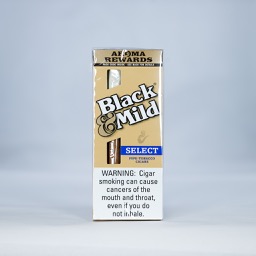 AROMA
REWARDS
Black
& Mild
SELECT
PIPE-TOBACCO
CIGARS
WARNING: Cigar
smoking can cause
cancers of the
mouth and throat,
even if you do
not inhale.